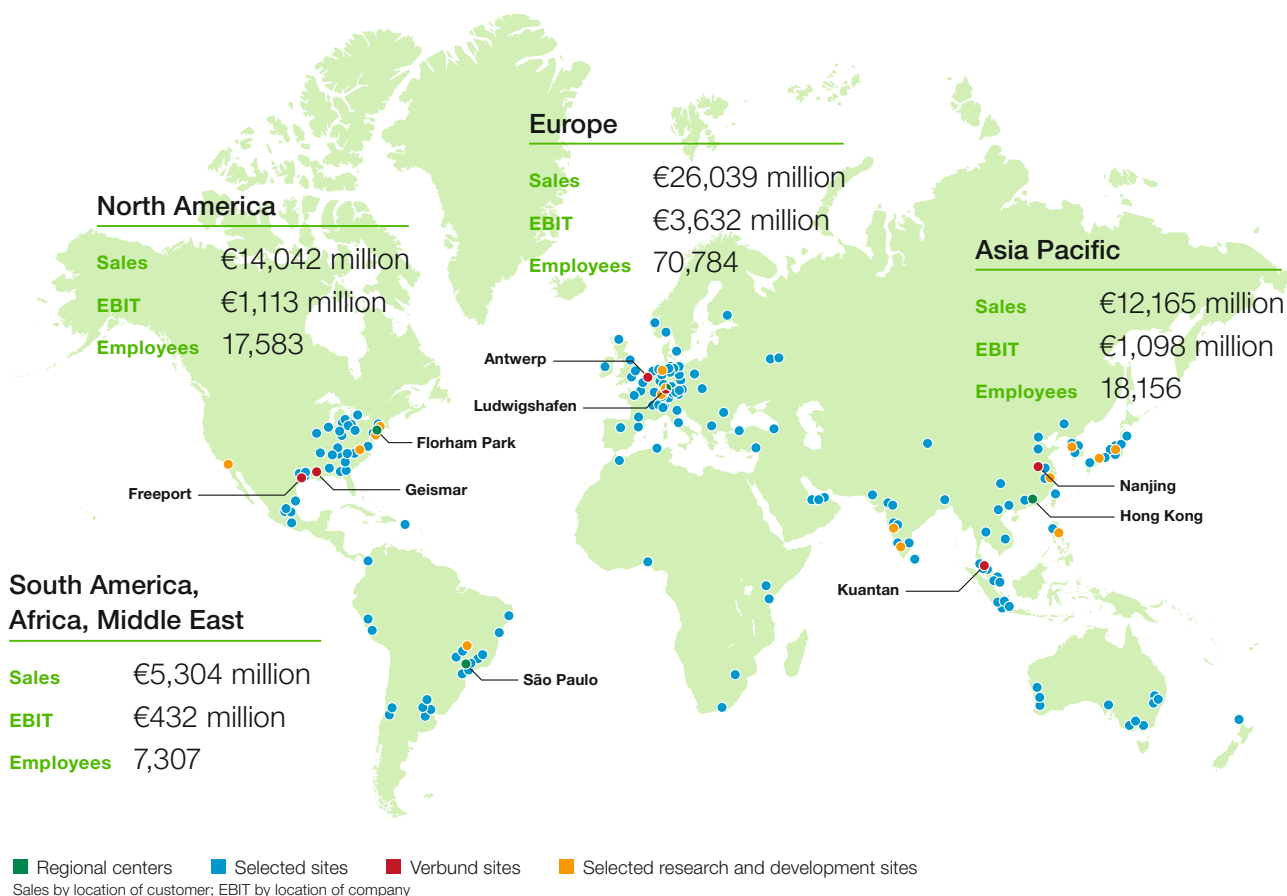 Europe
Sales €26,039 million
EBIT €3,632 million
Employees 70,784
North America
Sales €14,042 million
EBIT €1,113 million
Employees 17,583
Asia Pacific
Sales €12,165 million
EBIT €1,098 million
Employees 18,156
Antwerp
Ludwigshafen
Florham Park
Freeport
Geismar
Nanjing
Hong Kong
Kuantan
South America,
Africa, Middle East
Sales €5,304 million
EBIT €432 million
Employees 7,307
São Paulo
Regional centers Selected sites Verbund sites Selected research and development sites
Sales by location of customer; EBIT by location of company